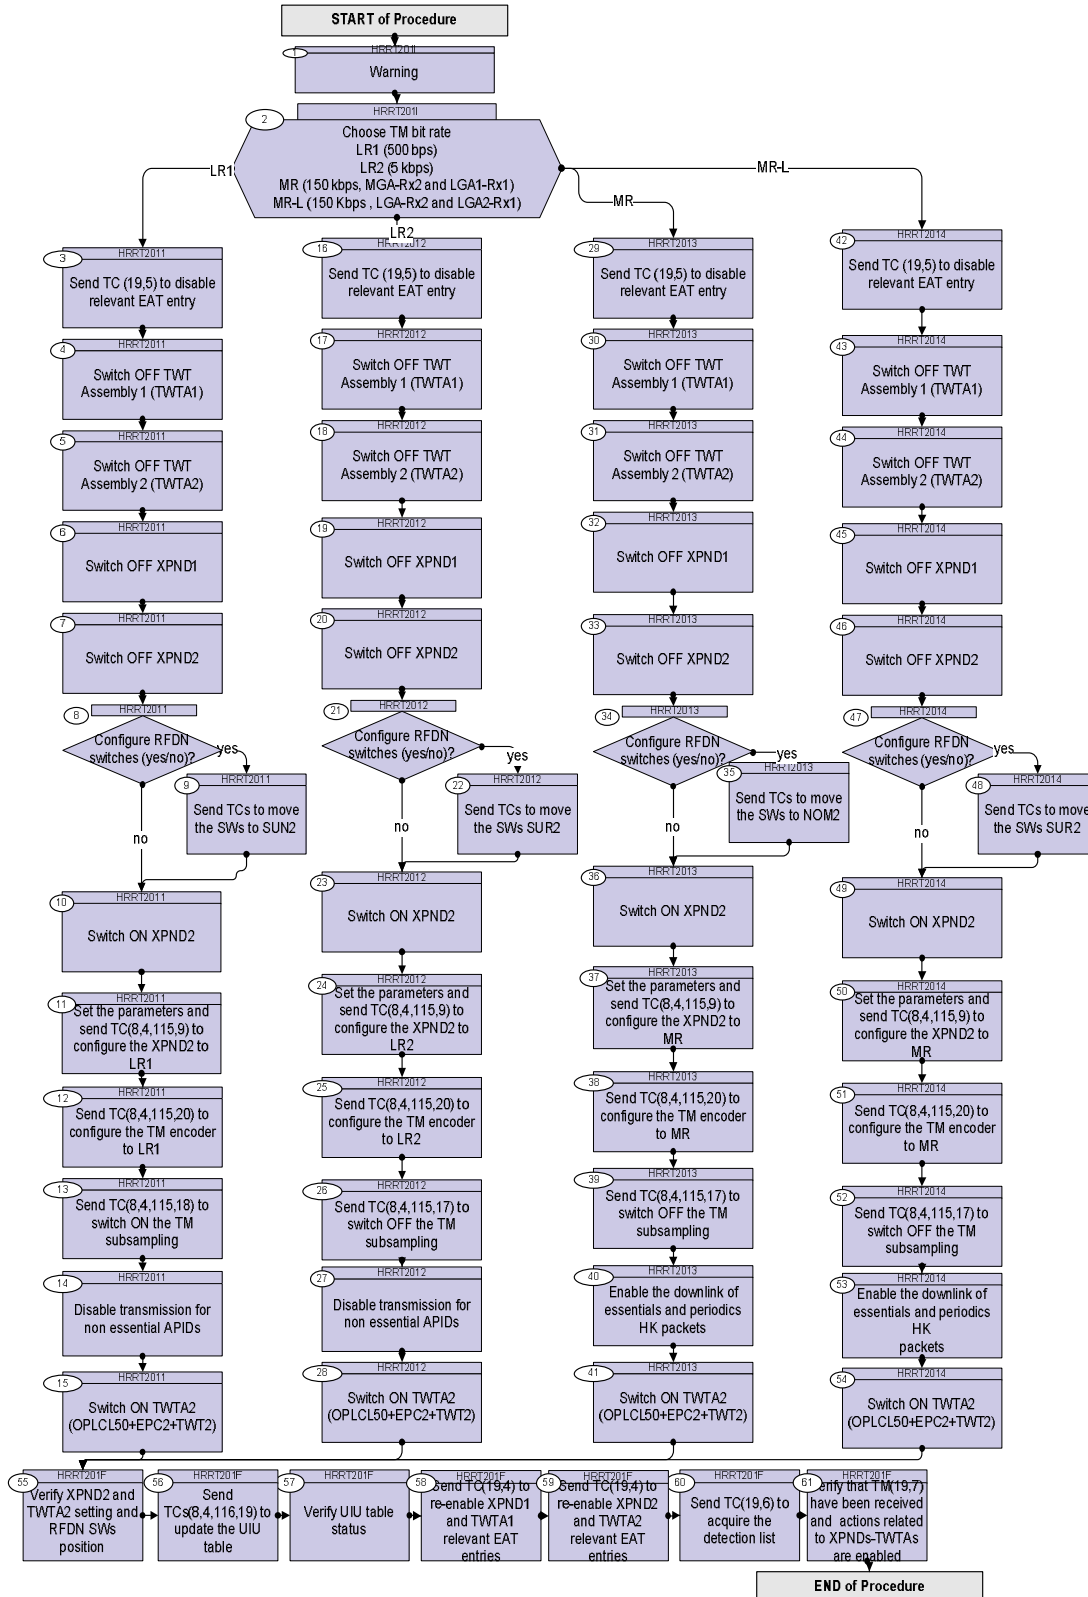 START of Procedure
1
HRRT201I
Warning
HRRT201I
2
Choose TM bit rate
LR1 (500 bps)
LR2 (5 kbps)
MR (150 kbps, MGA-Rx2 and LGA1-Rx1)
MR-L (150 Kbps , LGA-Rx2 and LGA2-Rx1)
LR1
LR2
MR
MR-L
3
HRRT2011
Send TC (19,5) to disable
relevant EAT entry
4
HRRT2011
Switch OFF TWT
Assembly 1 (TWTA1)
5
HRRT2011
Switch OFF TWT
Assembly 2 (TWTA2)
6
HRRT2011
Switch OFF XPND1
7
HRRT2011
Switch OFF XPND2
8
HRRT2011
Configure RFDN
switches (yes/no)?
yes
no
9
HRRT2011
Send TCs to move
the SWs to SUN2
10
HRRT2011
Switch ON XPND2
11
HRRT2011
Set the parameters and
send TC(8,4,115,9) to
configure the XPND2 to
LR1
12
HRRT2011
Send TC(8,4,115,20) to
configure the TM encoder
to LR1
13
HRRT2011
Send TC(8,4,115,18) to
switch ON the TM
subsampling
14
HRRT2011
Disable transmission for
non essential APIDs
15
HRRT2011
Switch ON TWTA2
(OPLCL50+EPC2+TWT2)
16
HRRT2012
Send TC (19,5) to disable
relevant EAT entry
17
HRRT2012
Switch OFF TWT
Assembly 1 (TWTA1)
18
HRRT2012
Switch OFF TWT
Assembly 2 (TWTA2)
19
HRRT2012
Switch OFF XPND1
20
HRRT2012
Switch OFF XPND2
21
HRRT2012
Configure RFDN
switches (yes/no)?
yes
no
22
HRRT2012
Send TCs to move
the SWs SUR2
23
HRRT2012
Switch ON XPND2
24
HRRT2012
Set the parameters and
send TC(8,4,115,9) to
configure the XPND2 to
LR2
25
HRRT2012
Send TC(8,4,115,20) to
configure the TM encoder
to LR2
26
HRRT2012
Send TC(8,4,115,17) to
switch OFF the TM
subsampling
27
HRRT2012
Disable transmission for
non essential APIDs
28
HRRT2012
Switch ON TWTA2
(OPLCL50+EPC2+TWT2)
29
HRRT2013
Send TC (19,5) to disable
relevant EAT entry
30
HRRT2013
Switch OFF TWT
Assembly 1 (TWTA1)
31
HRRT2013
Switch OFF TWT
Assembly 2 (TWTA2)
32
HRRT2013
Switch OFF XPND1
33
HRRT2013
Switch OFF XPND2
34
HRRT2013
Configure RFDN
switches (yes/no)?
yes
no
35
HRRT2013
Send TCs to move
the SWs to NOM2
36
HRRT2013
Switch ON XPND2
37
HRRT2013
Set the parameters and
send TC(8,4,115,9) to
configure the XPND2 to
MR
38
HRRT2013
Send TC(8,4,115,20) to
configure the TM encoder
to MR
39
HRRT2013
Send TC(8,4,115,17) to
switch OFF the TM
subsampling
40
HRRT2013
Enable the downlink of
essentials and periodics
HK packets
41
HRRT2013
Switch ON TWTA2
(OPLCL50+EPC2+TWT2)
42
HRRT2014
Send TC (19,5) to disable
relevant EAT entry
43
HRRT2014
Switch OFF TWT
Assembly 1 (TWTA1)
44
HRRT2014
Switch OFF TWT
Assembly 2 (TWTA2)
45
HRRT2014
Switch OFF XPND1
46
HRRT2014
Switch OFF XPND2
47
HRRT2014
Configure RFDN
switches (yes/no)?
yes
no
48
HRRT2014
Send TCs to move
the SWs SUR2
49
HRRT2014
Switch ON XPND2
50
HRRT2014
Set the parameters and
send TC(8,4,115,9) to
configure the XPND2 to
MR
51
HRRT2014
Send TC(8,4,115,20) to
configure the TM encoder
to MR
52
HRRT2014
Send TC(8,4,115,17) to
switch OFF the TM
subsampling
53
HRRT2014
Enable the downlink of
essentials and periodics
HK
packets
54
HRRT2014
Switch ON TWTA2
(OPLCL50+EPC2+TWT2)
55
HRRT201F
Verify XPND2 and
TWTA2 setting and
RFDN SWs
position
56
HRRT201F
Send
TCs(8,4,116,19) to
update the UIU
table
57
HRRT201F
Verify UIU table
status
58
HRRT201F
Send TC(19,4) to
re-enable XPND1
and TWTA1
relevant EAT
entries
59
HRRT201F
Send TC(19,4) to
re-enable XPND2
and TWTA2
relevant EAT
entries
60
HRRT201F
Send TC(19,6) to
acquire the
detection list
61
HRRT201F
Verify that TM(19,7)
have been received
and actions related
to XPNDs-TWTAs
are enabled
END of Procedure